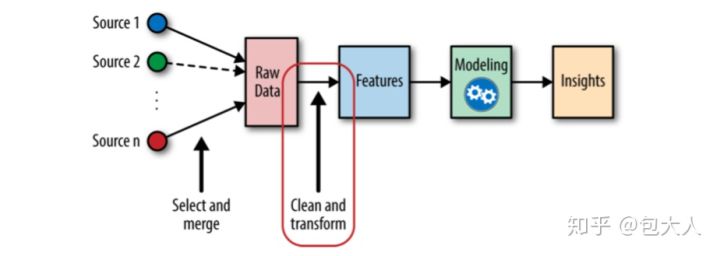 Source 1
Source 2
Source n
Raw
Data
Features
Modeling
Insights
Select and
merge
Clean and
transform
知乎 @包大人